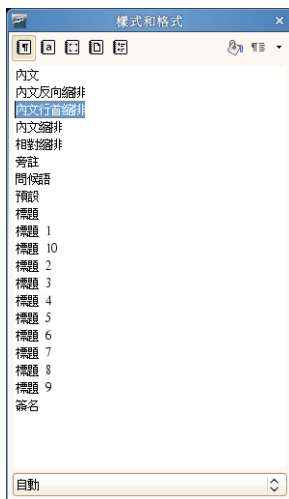 樣式和格式
內文
內文反向縮排
內文行首縮排
內文縮排
相對縮排
旁註
問候語
預設
標題
標題 1
標題 10
標題 2
標題 3
標題 4
標題 5
標題 6
標題 7
標題 8
標題 9
簽名
自動